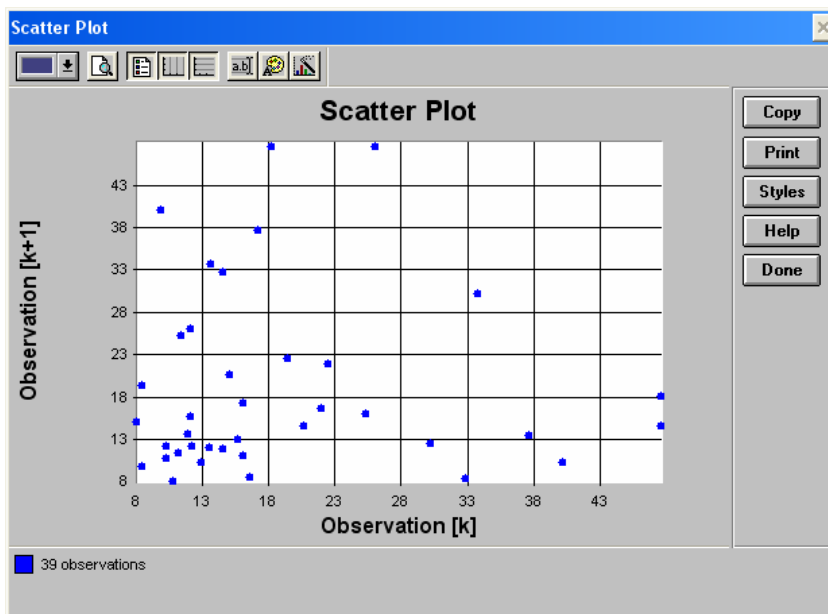 Scatter Plot
a.b
Scatter Plot
Copy
Print
Styles
Help
Done
Observation [k+1]
43
38
33
28
23
18
13
8
8 13 18 23 28 33 38 43
Observation [k]
39 observations